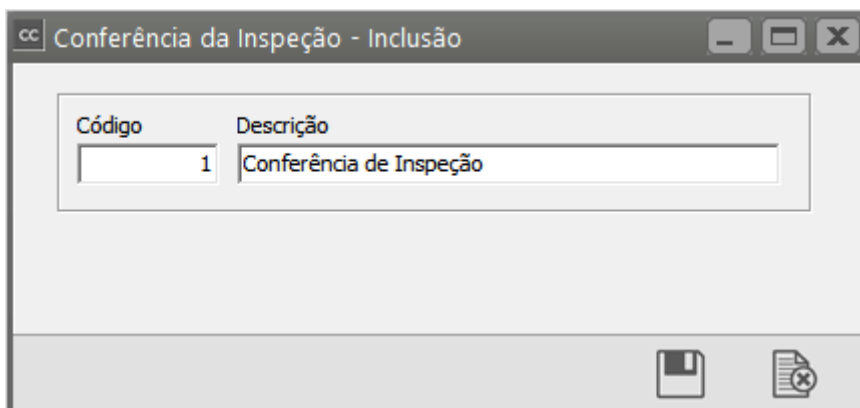 cc Conferência da Inspeção - Inclusão
Código Descrição
1 Conferência de Inspeção